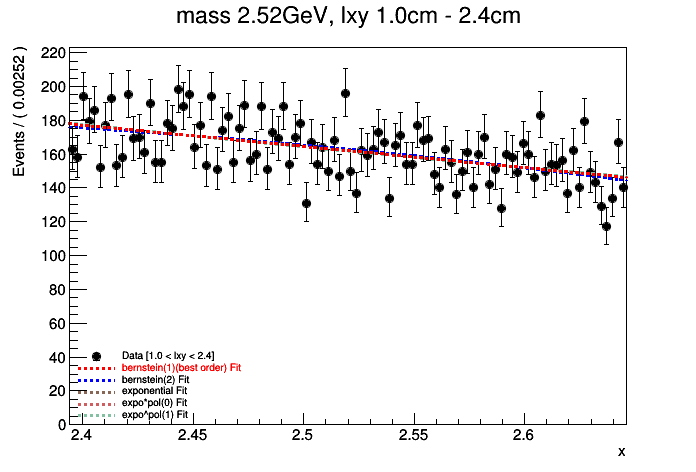 mass 2.52GeV, lxy 1.0cm - 2.4cm
Events / ( 0.00252 )
220
200
180
160
140
120
100
80
60
40
20
0
Data [1.0 < lxy < 2.4]
bernstein(1)(best order) Fit
bernstein(2) Fit
exponential Fit
expo*pol(0) Fit
expo*pol(1) Fit
2.4 2.45 2.5 2.55 2.6
x